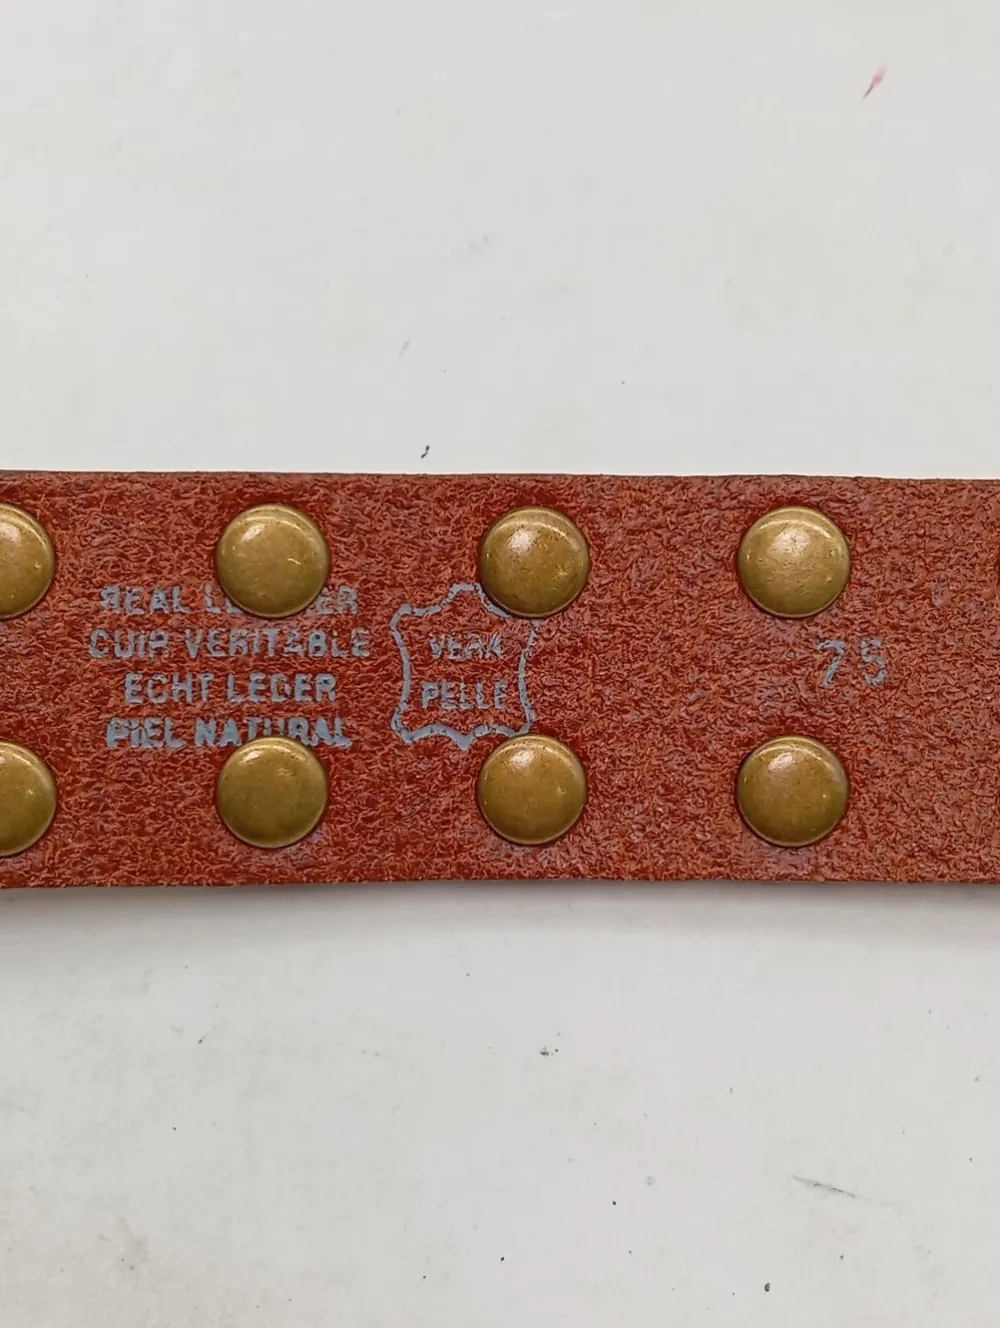 REAL
CUIR VERITABLE
ECHT LEDER
PIEL NATURAL
VERA
PELLE
75